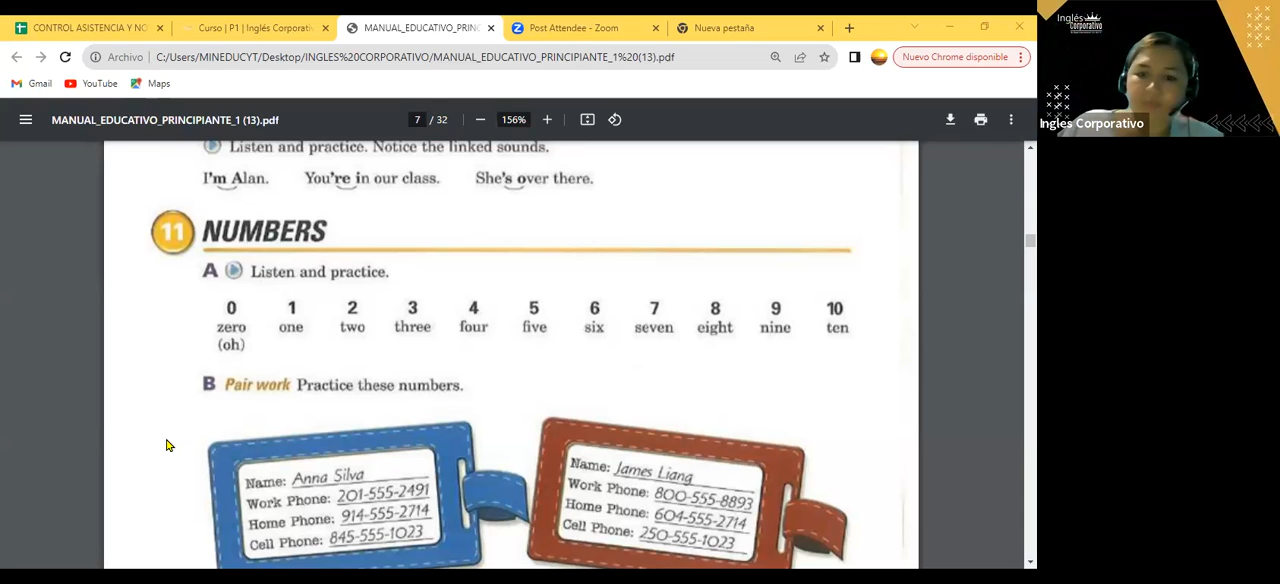 CONTROL ASISTENCIA Y NO
Curso | P1 | Inglés Corporativ
MANUAL_EDUCATIVO_PRINC
Post Attendee - Zoom
Nueva pestaña
Archivo
C:/Users/MINEDUCYT/Desktop/INGLES%20CORPORATIVO/MANUAL_EDUCATIVO_PRINCIPIANTE_1%20(13).pdf
Nuevo Chrome disponible
Gmail
YouTube
Maps
MANUAL_EDUCATIVO_PRINCIPIANTE_1 (13).pdf
7 / 32
156%
Inglés
Corporativo
Ingles Corporativo
Listen and practice. Notice the linked sounds.
I'm Alan. You're in our class. She's over there.
11 NUMBERS
A Listen and practice.
0 1 2 3 4 5 6 7 8 9 10
zero one two three four five six seven eight nine ten
(oh)
B Pair work Practice these numbers.
Name: Anna Silva
Work Phone: 201-555-2491
Home Phone: 914-555-2714
Cell Phone: 845-555-1023
Name: James Liang
Work Phone: 800-555-8893
Home Phone: 604-555-2714
Cell Phone: 250-555-1023